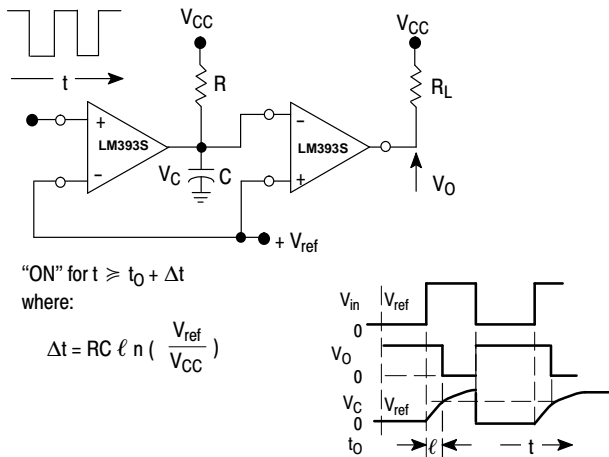 VCC
VCC
R
RL
t
+
LM393S
−
−
LM393S
+
VC
C
VO
+ Vref
"ON" for t ⩾ tO + Δt
where:
Δt = RC ℓ n ( Vref / VCC )
Vin
Vref
0
VO
0
VC
Vref
0
tO
ℓ
t